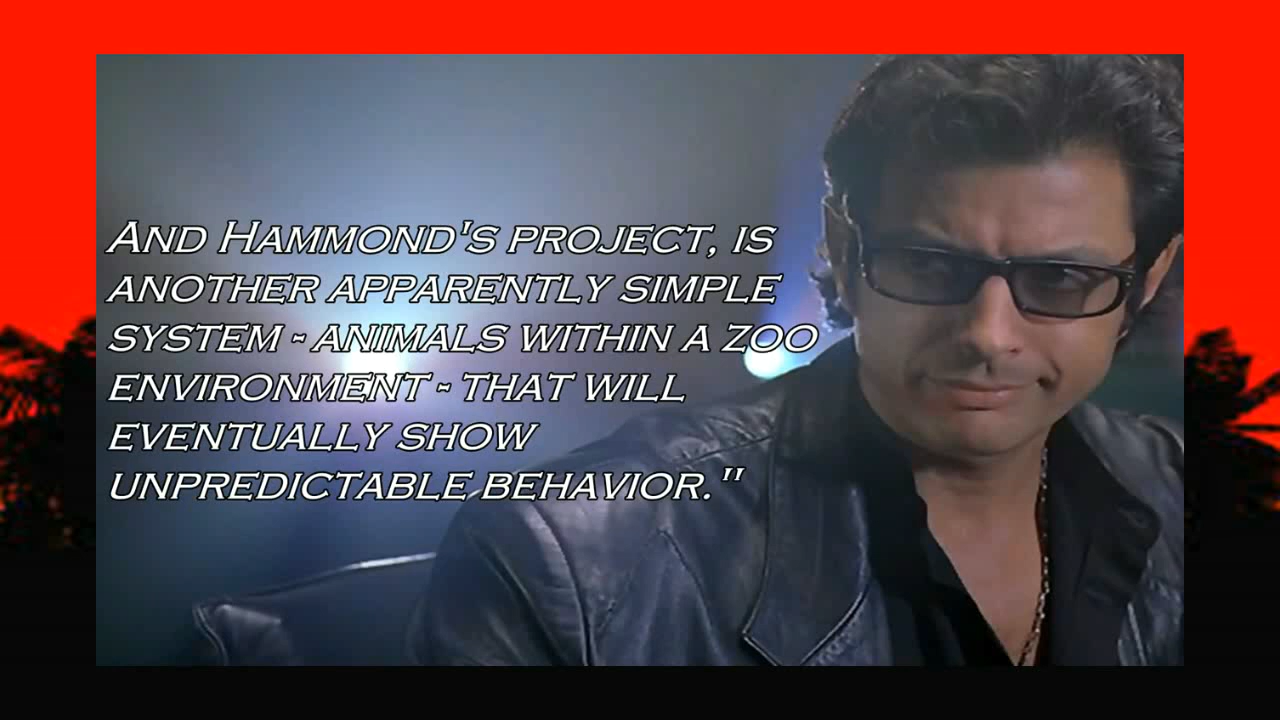 And Hammond's project, is
another apparently simple
system - animals within a zoo
environment - that will
eventually show
unpredictable behavior."